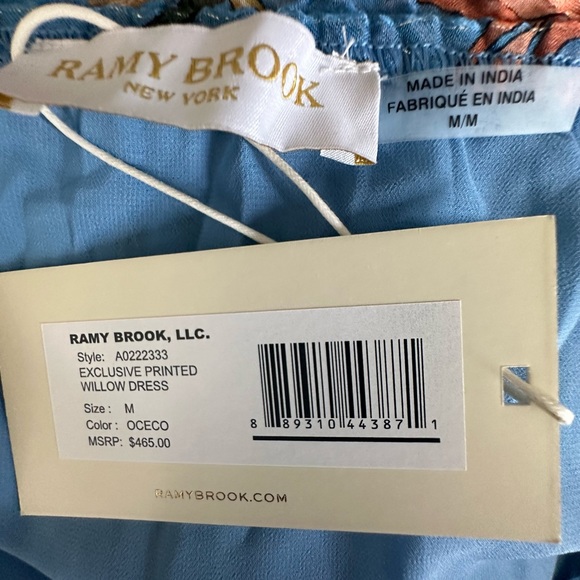 RAMY BROOK
NEW YORK
MADE IN INDIA
FABRIQUÉ EN INDIA
M/M
RAMY BROOK, LLC.
Style: A0222333
EXCLUSIVE PRINTED
WILLOW DRESS
Size : M
Color : OCECO
MSRP: $465.00
8 89310 44387 1
RAMYBROOK.COM